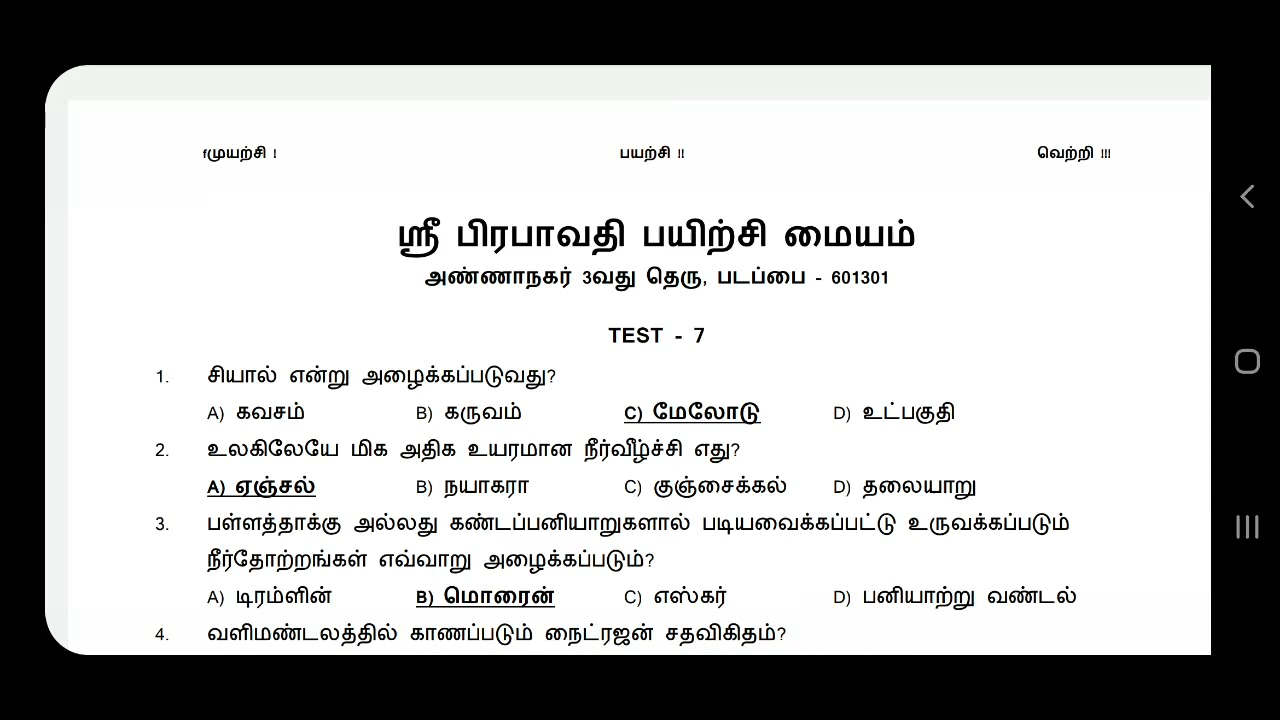 முயற்சி ! பயற்சி !! வெற்றி !!!
ஸ்ரீ பிரபாவதி பயிற்சி மையம்
அண்ணாநகர் 3வது தெரு, படப்பை - 601301
TEST - 7
1. சியால் என்று அழைக்கப்படுவது?
A) கவசம் B) கருவம் C) மேலோடு D) உட்பகுதி
2. உலகிலேயே மிக அதிக உயரமான நீர்வீழ்ச்சி எது?
A) ஏஞ்சல் B) நயாகரா C) குஞ்சைக்கல் D) தலையாறு
3. பள்ளத்தாக்கு அல்லது கண்டப்பனியாறுகளால் படியவைக்கப்பட்டு உருவக்கப்படும்
நீர்தோற்றங்கள் எவ்வாறு அழைக்கப்படும்?
A) டிரம்ளின் B) மொரைன் C) எஸ்கர் D) பனியாற்று வண்டல்
4. வளிமண்டலத்தில் காணப்படும் நைட்ரஜன் சதவிகிதம்?